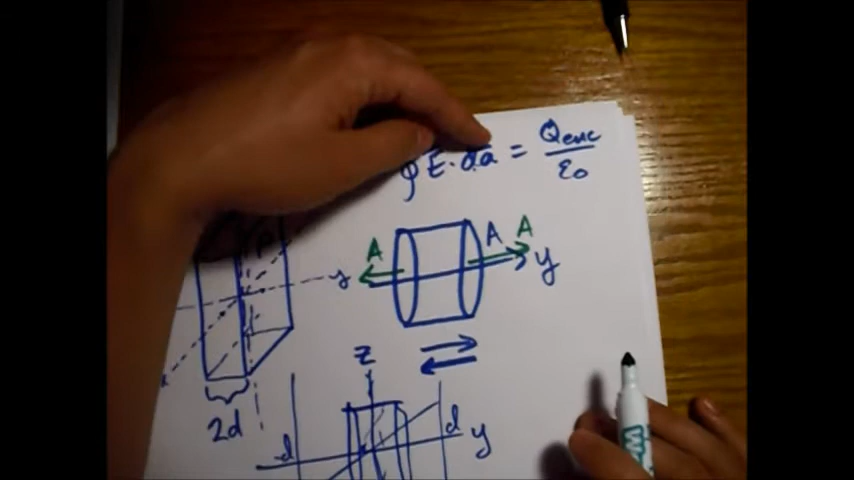 ∮E·da = Qenc/ε₀
ρ
A A A
y y
z
2d
-d d y